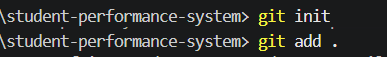 \student-performance-system> git init
\student-performance-system> git add .